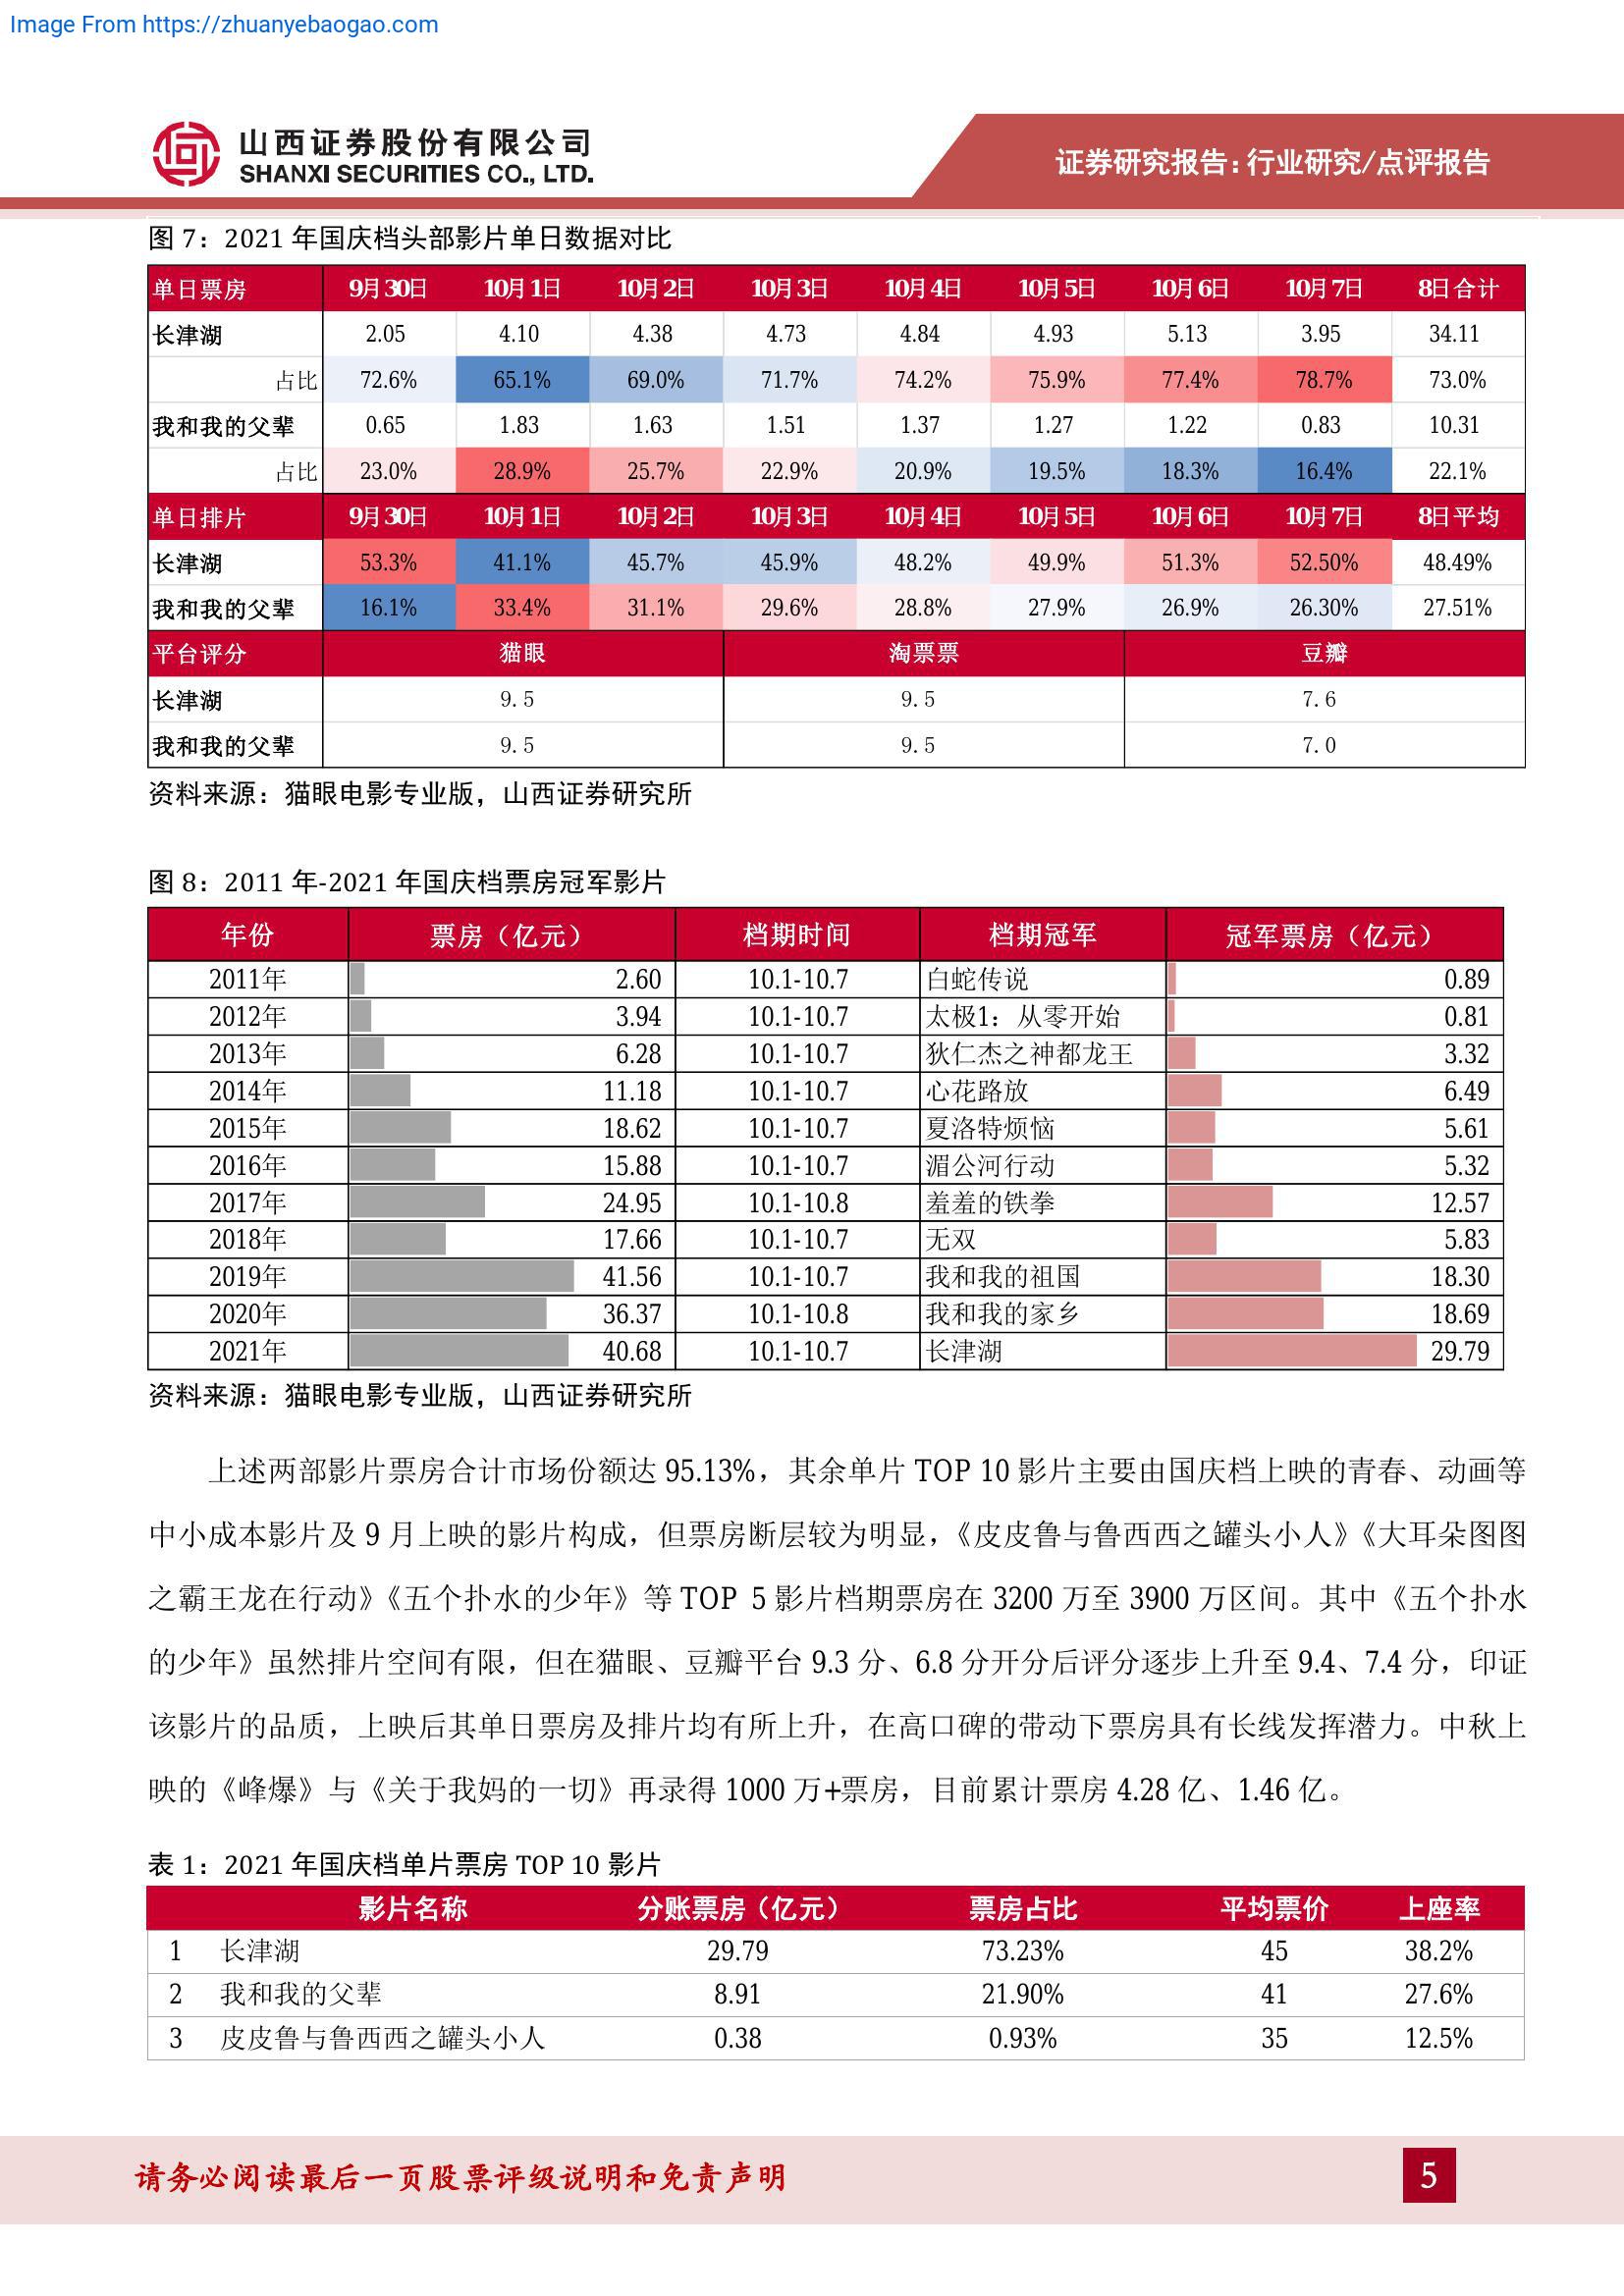 Image From https://zhuanyebaogao.com
山西证券股份有限公司
SHANXI SECURITIES CO., LTD.
证券研究报告:行业研究/点评报告
图 7：2021 年国庆档头部影片单日数据对比
单日票房 9月30日 10月1日 10月2日 10月3日 10月4日 10月5日 10月6日 10月7日 8日合计
长津湖 2.05 4.10 4.38 4.73 4.84 4.93 5.13 3.95 34.11
占比 72.6% 65.1% 69.0% 71.7% 74.2% 75.9% 77.4% 78.7% 73.0%
我和我的父辈 0.65 1.83 1.63 1.51 1.37 1.27 1.22 0.83 10.31
占比 23.0% 28.9% 25.7% 22.9% 20.9% 19.5% 18.3% 16.4% 22.1%
单日排片 9月30日 10月1日 10月2日 10月3日 10月4日 10月5日 10月6日 10月7日 8日平均
长津湖 53.3% 41.1% 45.7% 45.9% 48.2% 49.9% 51.3% 52.50% 48.49%
我和我的父辈 16.1% 33.4% 31.1% 29.6% 28.8% 27.9% 26.9% 26.30% 27.51%
平台评分 猫眼 淘票票 豆瓣
长津湖 9.5 9.5 7.6
我和我的父辈 9.5 9.5 7.0
资料来源：猫眼电影专业版，山西证券研究所
图 8：2011 年-2021 年国庆档票房冠军影片
年份 票房（亿元） 档期时间 档期冠军 冠军票房（亿元）
2011年 2.60 10.1-10.7 白蛇传说 0.89
2012年 3.94 10.1-10.7 太极1：从零开始 0.81
2013年 6.28 10.1-10.7 狄仁杰之神都龙王 3.32
2014年 11.18 10.1-10.7 心花路放 6.49
2015年 18.62 10.1-10.7 夏洛特烦恼 5.61
2016年 15.88 10.1-10.7 湄公河行动 5.32
2017年 24.95 10.1-10.8 羞羞的铁拳 12.57
2018年 17.66 10.1-10.7 无双 5.83
2019年 41.56 10.1-10.7 我和我的祖国 18.30
2020年 36.37 10.1-10.8 我和我的家乡 18.69
2021年 40.68 10.1-10.7 长津湖 29.79
资料来源：猫眼电影专业版，山西证券研究所
上述两部影片票房合计市场份额达 95.13%，其余单片 TOP 10 影片主要由国庆档上映的青春、动画等
中小成本影片及 9 月上映的影片构成，但票房断层较为明显，《皮皮鲁与鲁西西之罐头小人》《大耳朵图图
之霸王龙在行动》《五个扑水的少年》等 TOP 5 影片档期票房在 3200 万至 3900 万区间。其中《五个扑水
的少年》虽然排片空间有限，但在猫眼、豆瓣平台 9.3 分、6.8 分开分后评分逐步上升至 9.4、7.4 分，印证
该影片的品质，上映后其单日票房及排片均有所上升，在高口碑的带动下票房具有长线发挥潜力。中秋上
映的《峰爆》与《关于我妈的一切》再录得 1000 万+票房，目前累计票房 4.28 亿、1.46 亿。
表 1：2021 年国庆档单片票房 TOP 10 影片
影片名称 分账票房（亿元） 票房占比 平均票价 上座率
1 长津湖 29.79 73.23% 45 38.2%
2 我和我的父辈 8.91 21.90% 41 27.6%
3 皮皮鲁与鲁西西之罐头小人 0.38 0.93% 35 12.5%
请务必阅读最后一页股票评级说明和免责声明
5